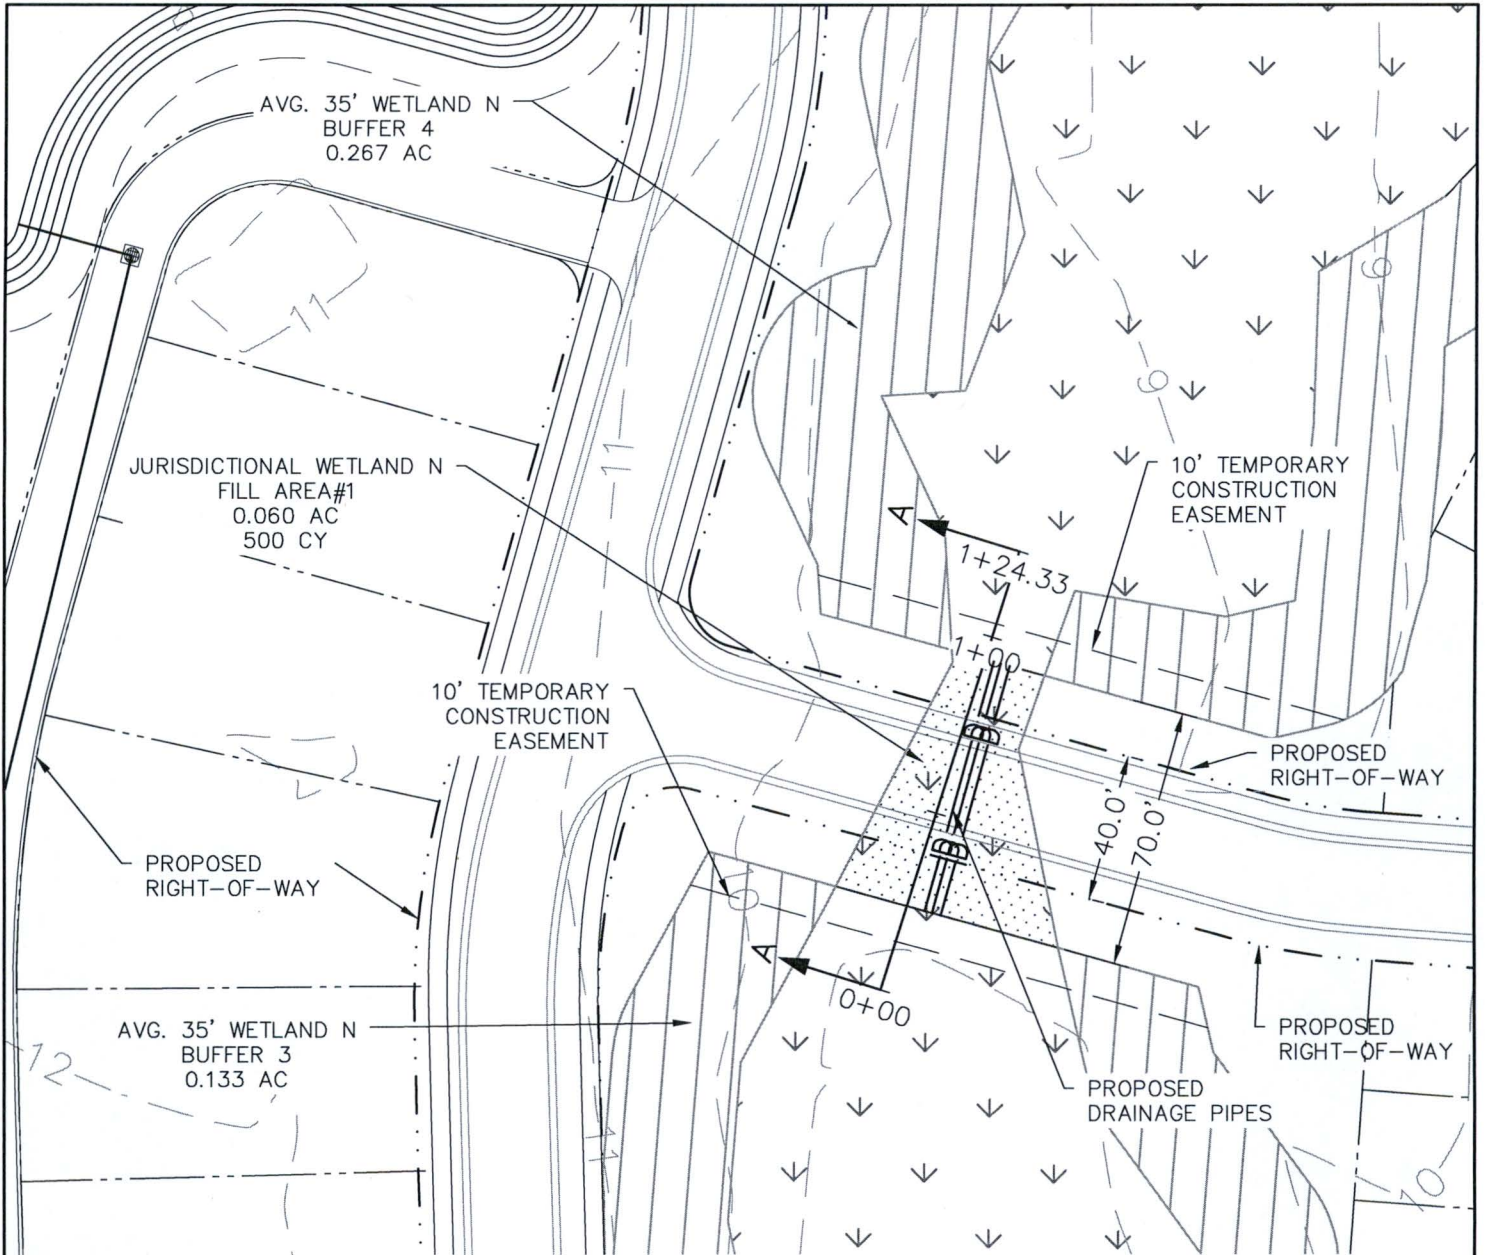 AVG. 35' WETLAND N
BUFFER 4
0.267 AC
11
9
9
JURISDICTIONAL WETLAND N
FILL AREA#1
0.060 AC
500 CY
11
10' TEMPORARY
CONSTRUCTION
EASEMENT
A
1+24.33
1+00
10' TEMPORARY
CONSTRUCTION
EASEMENT
B
PROPOSED
RIGHT-OF-WAY
40.0'
70.0'
B
PROPOSED
RIGHT-OF-WAY
10
A
0+00
AVG. 35' WETLAND N
BUFFER 3
0.133 AC
PROPOSED
RIGHT-OF-WAY
12
PROPOSED
DRAINAGE PIPES
11
10